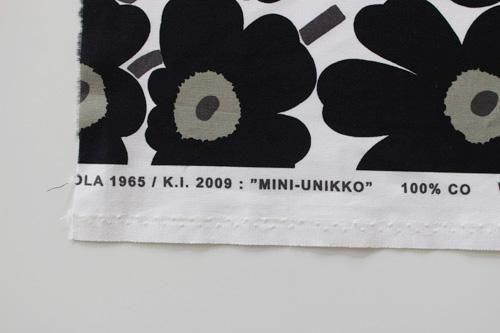 OLA 1965 / K.I. 2009 : ”MINI-UNIKKO” 100% CO